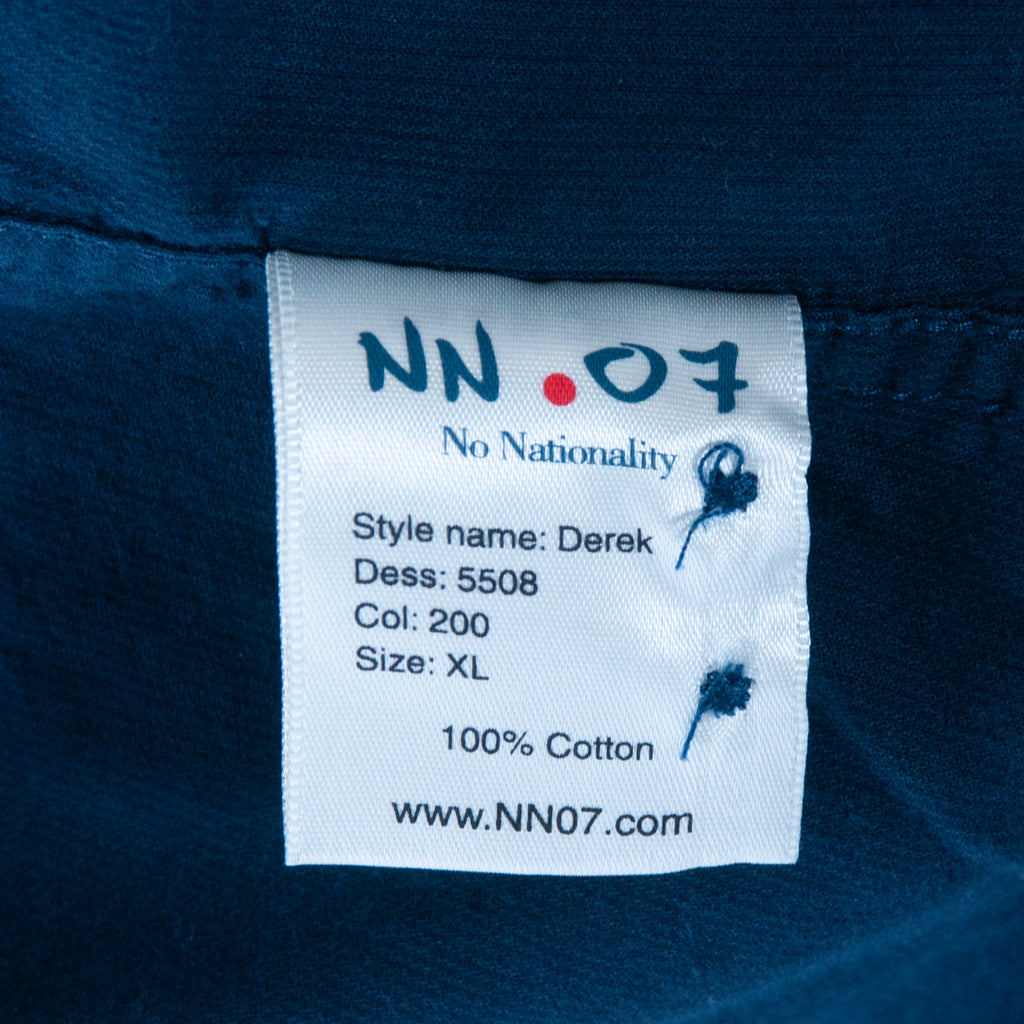 NN.07
No Nationality
Style name: Derek
Dess: 5508
Col: 200
Size: XL
100% Cotton
www.NN07.com